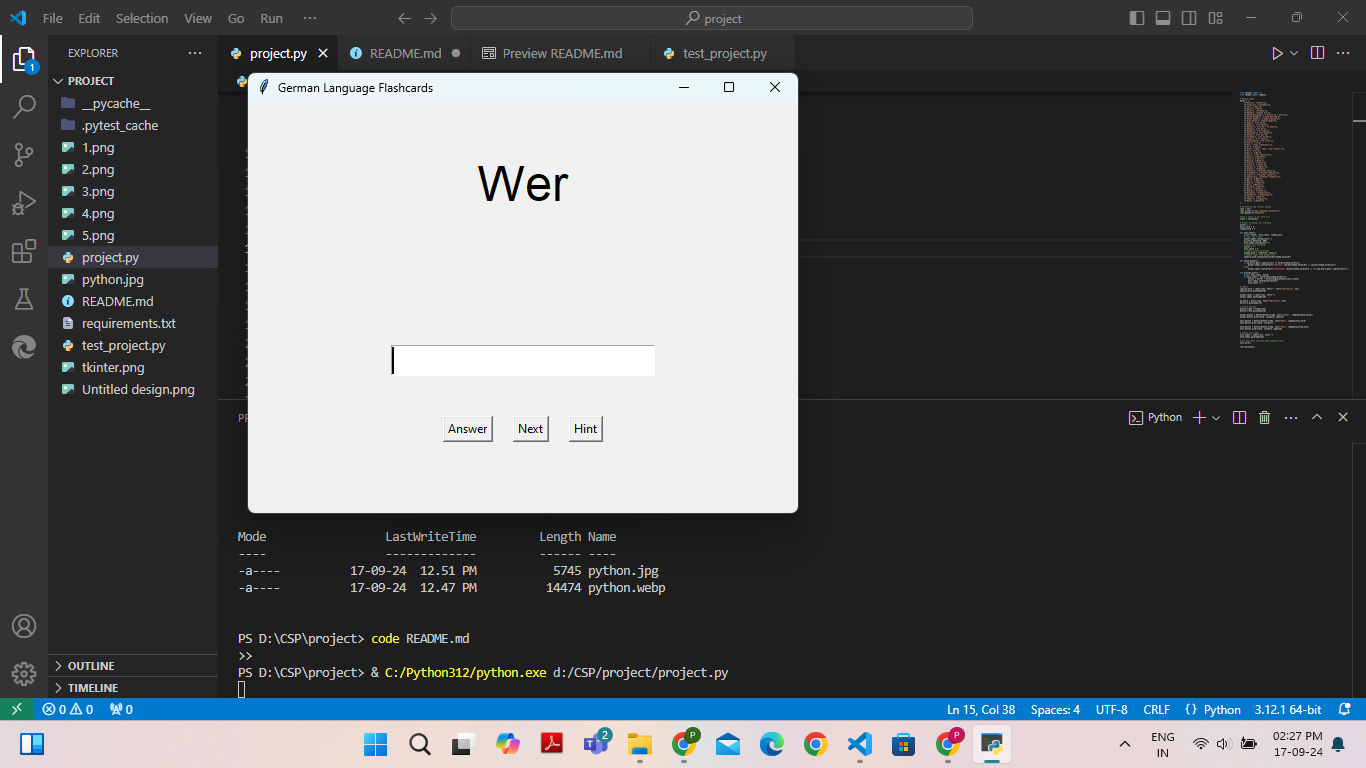 File Edit Selection View Go Run ··· project
EXPLORER ···
project.py README.md Preview README.md test_project.py
PROJECT
__pycache__
.pytest_cache
1.png
2.png
3.png
4.png
5.png
project.py
python.jpg
README.md
requirements.txt
test_project.py
tkinter.png
Untitled design.png
OUTLINE
TIMELINE
1
German Language Flashcards
Wer
Answer Next Hint
Python
Mode LastWriteTime Length Name
---- ------------- ------ ----
-a---- 17-09-24 12.51 PM 5745 python.jpg
-a---- 17-09-24 12.47 PM 14474 python.webp
PS D:\CSP\project> code README.md
>>
PS D:\CSP\project> & C:/Python312/python.exe d:/CSP/project/project.py
0 0 0 Ln 15, Col 38 Spaces: 4 UTF-8 CRLF {} Python 3.12.1 64-bit
2 P P
ENG
IN
02:27 PM
17-09-24